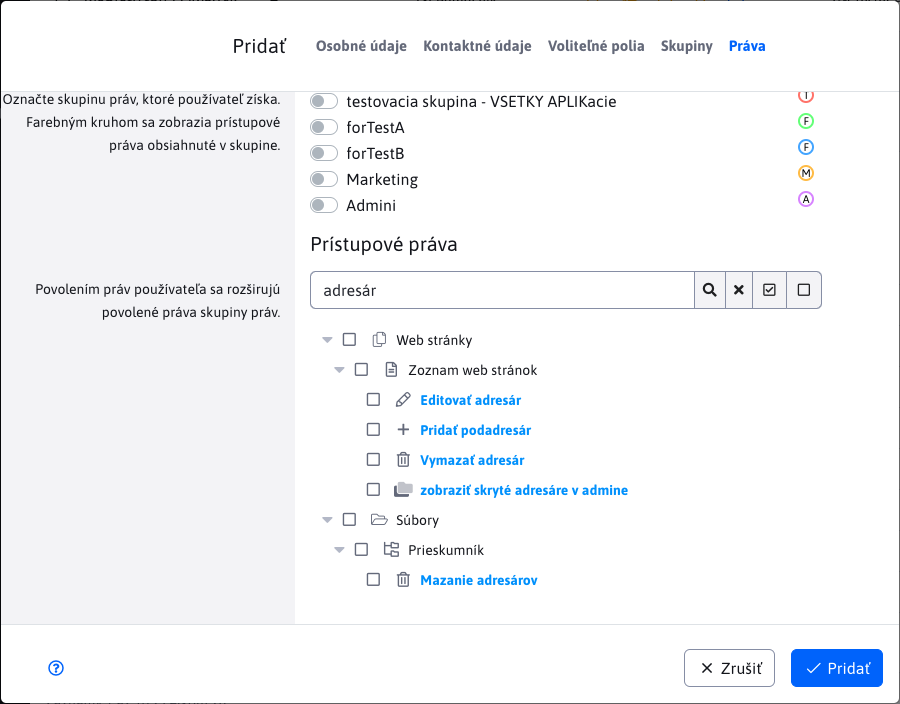 Pridať
Osobné údaje Kontaktné údaje Voliteľné polia Skupiny Práva
Označte skupinu práv, ktoré používateľ získa.
Farebným kruhom sa zobrazia prístupové
práva obsiahnuté v skupine.
testovacia skupina - VSETKY APLIKacie T
forTestA F
forTestB F
Marketing M
Admini A
Prístupové práva
Povolením práv používateľa sa rozširujú
povolené práva skupiny práv.
adresár
Web stránky
Zoznam web stránok
Editovať adresár
Pridať podadresár
Vymazať adresár
zobraziť skryté adresáre v admine
Súbory
Prieskumník
Mazanie adresárov
? Zrušiť Pridať